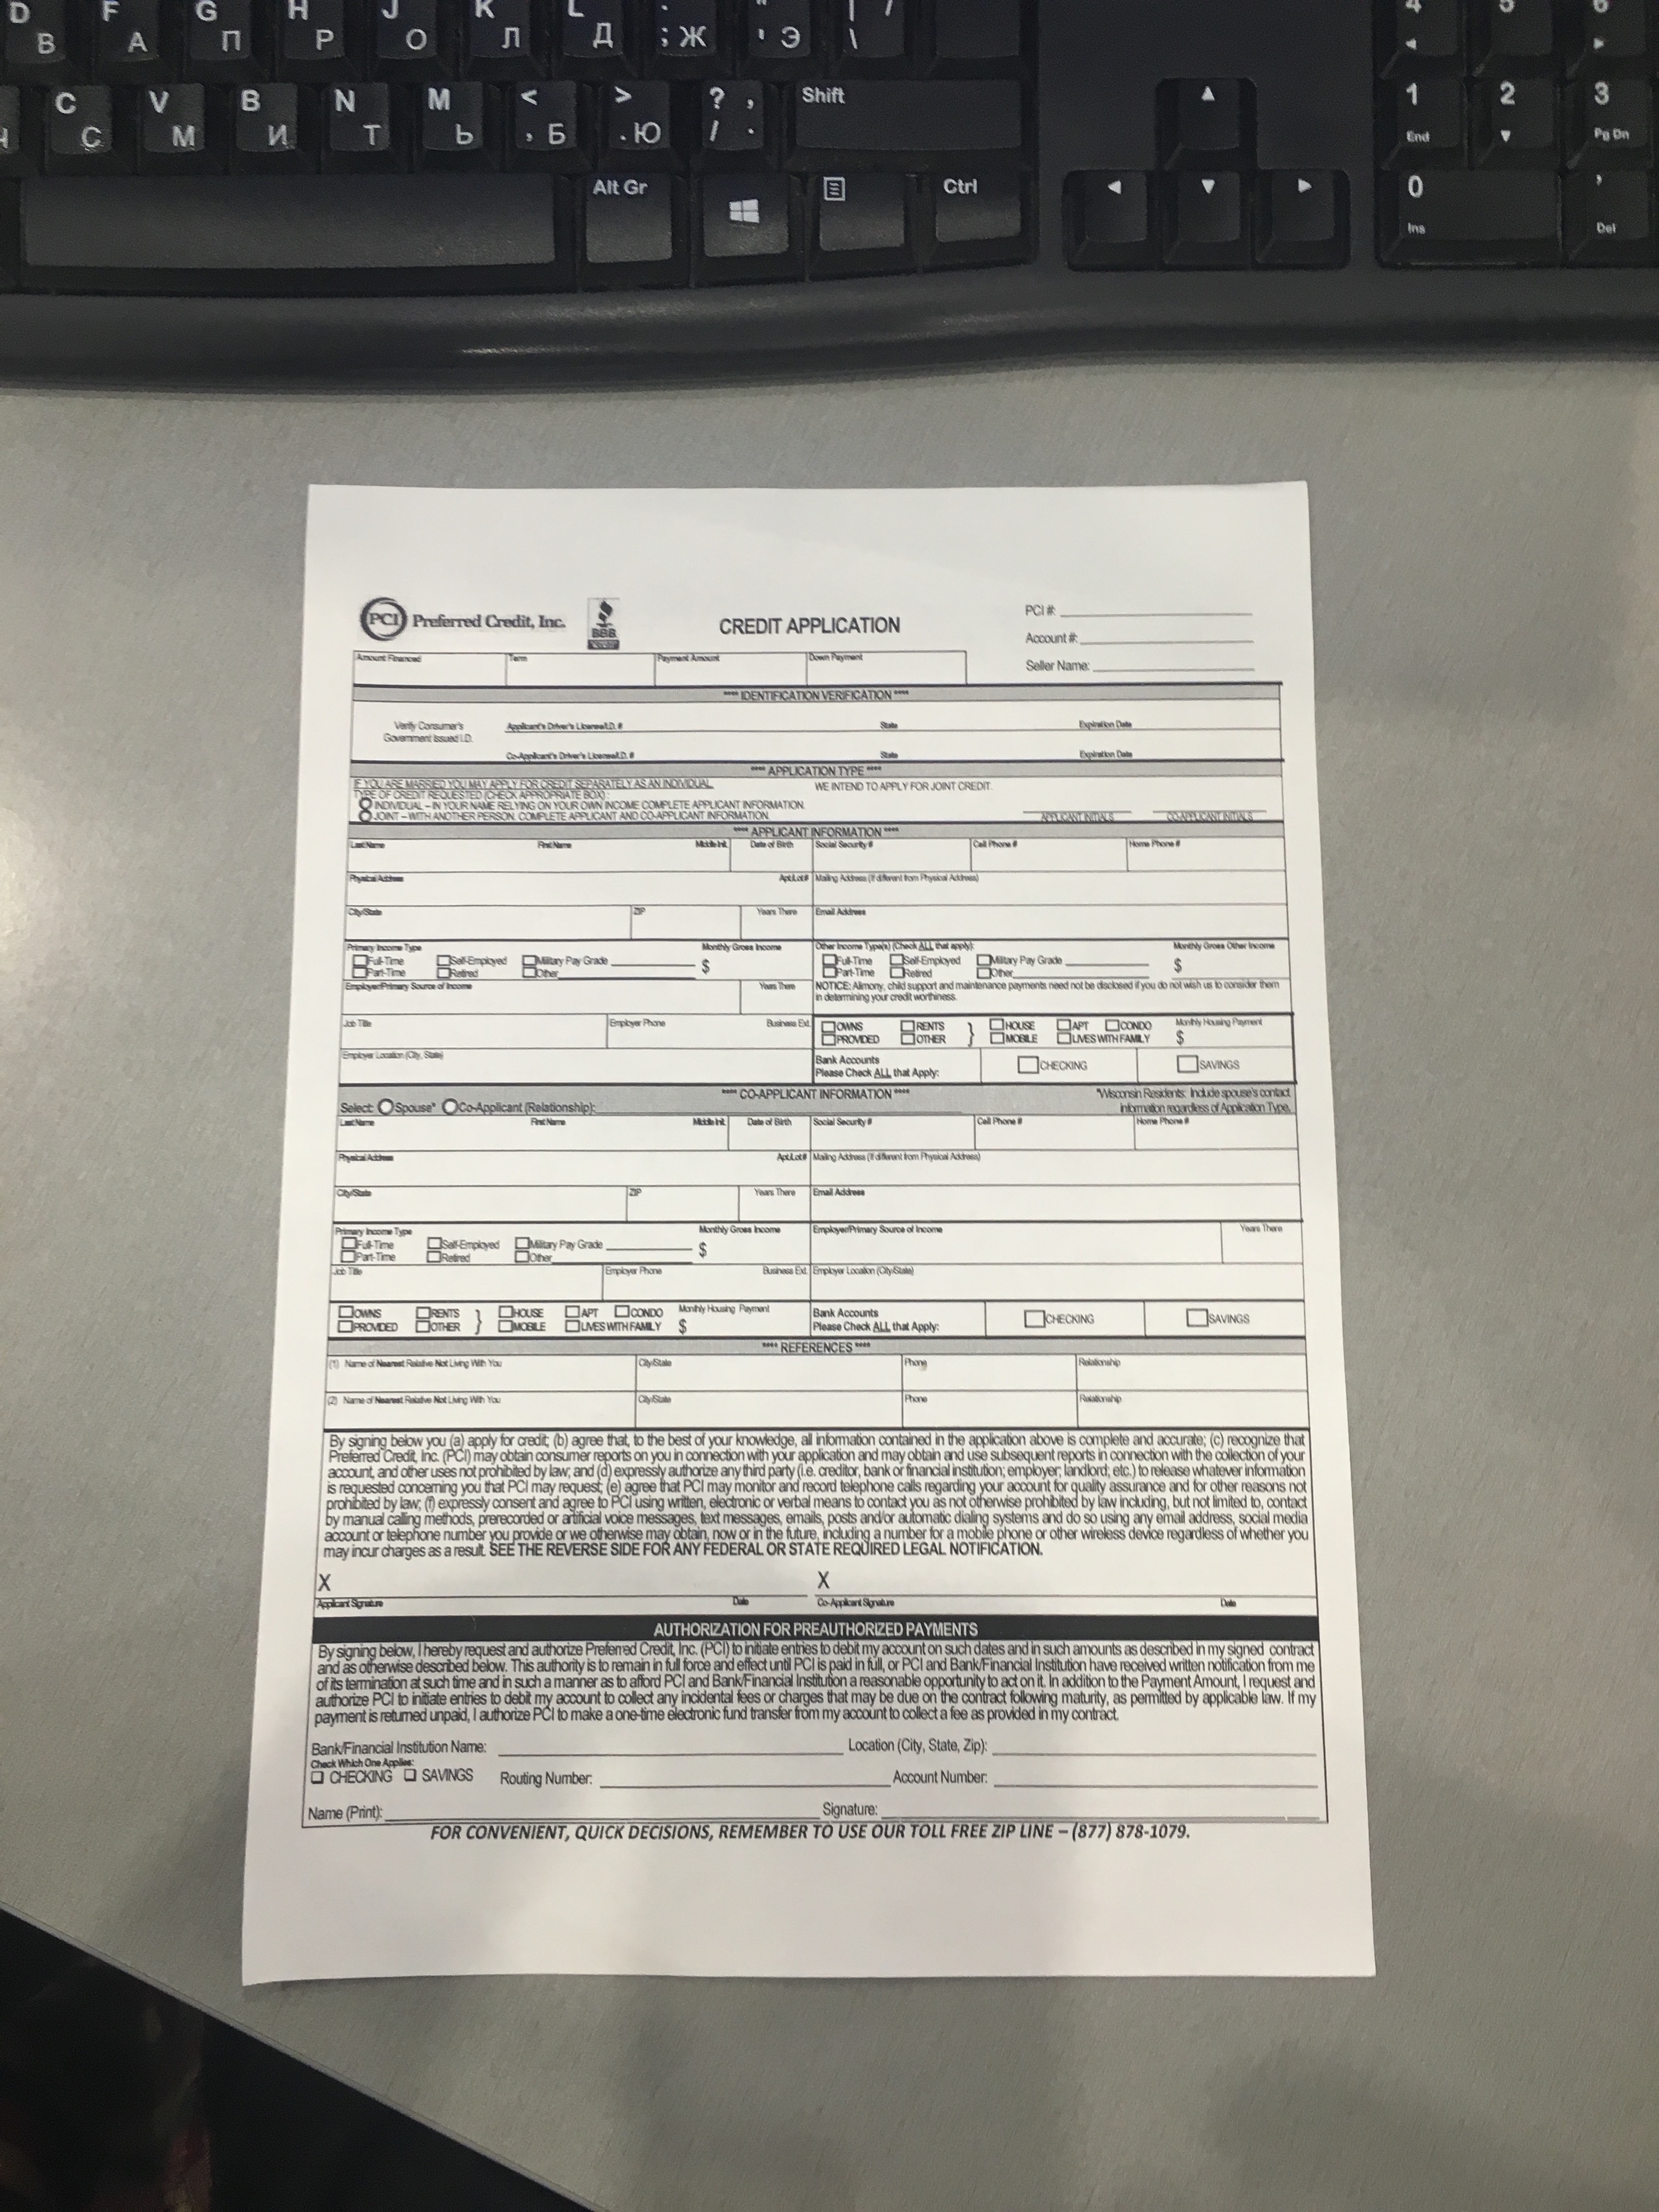 D F G H J K L : " | /
В А П Р О Л Д ; Ж ' Э \
4 5 6
C V B N M < > ? , Shift
С М И Т Ь , Б . Ю / .
1 2 3
End Pg Dn
Alt Gr Ctrl
0 ,
Ins Del
PCI Preferred Credit, Inc.
BBB
CREDIT APPLICATION
PCI #:
Account #:
Seller Name:
Amount Financed Term Payment Amount Down Payment
**** IDENTIFICATION VERIFICATION ****
Verify Consumer's
Government Issued I.D.
Applicant's Driver's License/I.D. # State Expiration Date
Co-Applicant's Driver's License/I.D. # State Expiration Date
**** APPLICATION TYPE ****
IF YOU ARE MARRIED YOU MAY APPLY FOR CREDIT SEPARATELY AS AN INDIVIDUAL.
TYPE OF CREDIT REQUESTED (CHECK APPROPRIATE BOX):
INDIVIDUAL – IN YOUR NAME RELYING ON YOUR OWN INCOME COMPLETE APPLICANT INFORMATION.
JOINT – WITH ANOTHER PERSON. COMPLETE APPLICANT AND CO-APPLICANT INFORMATION.
WE INTEND TO APPLY FOR JOINT CREDIT.
APPLICANT INITIALS CO-APPLICANT INITIALS
**** APPLICANT INFORMATION ****
Last Name First Name Middle Init. Date of Birth Social Security # Cell Phone # Home Phone #
Physical Address Apt/Lot # Mailing Address (If different from Physical Address)
City/State ZIP Years There Email Address
Primary Income Type Monthly Gross Income Other Income Type(s) (Check ALL that apply): Monthly Gross Other Income
Full-Time Self-Employed Military Pay Grade $ Full-Time Self-Employed Military Pay Grade $
Part-Time Retired Other Part-Time Retired Other
Employer/Primary Source of Income Years There NOTICE: Alimony, child support and maintenance payments need not be disclosed if you do not wish us to consider them
in determining your credit worthiness.
Job Title Employer Phone Business Ext.
OWNS RENTS } HOUSE APT CONDO Monthly Housing Payment
PROVIDED OTHER MOBILE LIVES WITH FAMILY $
Employer Location (City, State) Bank Accounts
Please Check ALL that Apply: CHECKING SAVINGS
**** CO-APPLICANT INFORMATION **** *Wisconsin Residents: Include spouse's contact
Select: Spouse* Co-Applicant (Relationship): information regardless of Application Type.
Last Name First Name Middle Init. Date of Birth Social Security # Cell Phone # Home Phone #
Physical Address Apt/Lot # Mailing Address (If different from Physical Address)
City/State ZIP Years There Email Address
Primary Income Type Monthly Gross Income Employer/Primary Source of Income Years There
Full-Time Self-Employed Military Pay Grade $
Part-Time Retired Other
Job Title Employer Phone Business Ext. Employer Location (City/State)
OWNS RENTS } HOUSE APT CONDO Monthly Housing Payment Bank Accounts
PROVIDED OTHER MOBILE LIVES WITH FAMILY $ Please Check ALL that Apply: CHECKING SAVINGS
**** REFERENCES ****
(1) Name of Nearest Relative Not Living With You City/State Phone Relationship
(2) Name of Nearest Relative Not Living With You City/State Phone Relationship
By signing below you (a) apply for credit; (b) agree that, to the best of your knowledge, all information contained in the application above is complete and accurate; (c) recognize that
Preferred Credit, Inc. (PCI) may obtain consumer reports on you in connection with your application and may obtain and use subsequent reports in connection with the collection of your
account, and other uses not prohibited by law; and (d) expressly authorize any third party (i.e. creditor, bank or financial institution; employer; landlord; etc.) to release whatever information
is requested concerning you that PCI may request; (e) agree that PCI may monitor and record telephone calls regarding your account for quality assurance and for other reasons not
prohibited by law; (f) expressly consent and agree to PCI using written, electronic or verbal means to contact you as not otherwise prohibited by law including, but not limited to, contact
by manual calling methods, prerecorded or artificial voice messages, text messages, emails, posts and/or automatic dialing systems and do so using any email address, social media
account or telephone number you provide or we otherwise may obtain, now or in the future, including a number for a mobile phone or other wireless device regardless of whether you
may incur charges as a result. SEE THE REVERSE SIDE FOR ANY FEDERAL OR STATE REQUIRED LEGAL NOTIFICATION.
X X
Applicant Signature Date Co-Applicant Signature Date
AUTHORIZATION FOR PREAUTHORIZED PAYMENTS
By signing below, I hereby request and authorize Preferred Credit, Inc. (PCI) to initiate entries to debit my account on such dates and in such amounts as described in my signed contract
and as otherwise described below. This authority is to remain in full force and effect until PCI is paid in full, or PCI and Bank/Financial Institution have received written notification from me
of its termination at such time and in such a manner as to afford PCI and Bank/Financial Institution a reasonable opportunity to act on it. In addition to the Payment Amount, I request and
authorize PCI to initiate entries to debit my account to collect any incidental fees or charges that may be due on the contract following maturity, as permitted by applicable law. If my
payment is returned unpaid, I authorize PCI to make a one-time electronic fund transfer from my account to collect a fee as provided in my contract.
Bank/Financial Institution Name: Location (City, State, Zip):
Check Which One Applies:
CHECKING SAVINGS Routing Number: Account Number:
Name (Print): Signature:
FOR CONVENIENT, QUICK DECISIONS, REMEMBER TO USE OUR TOLL FREE ZIP LINE – (877) 878-1079.